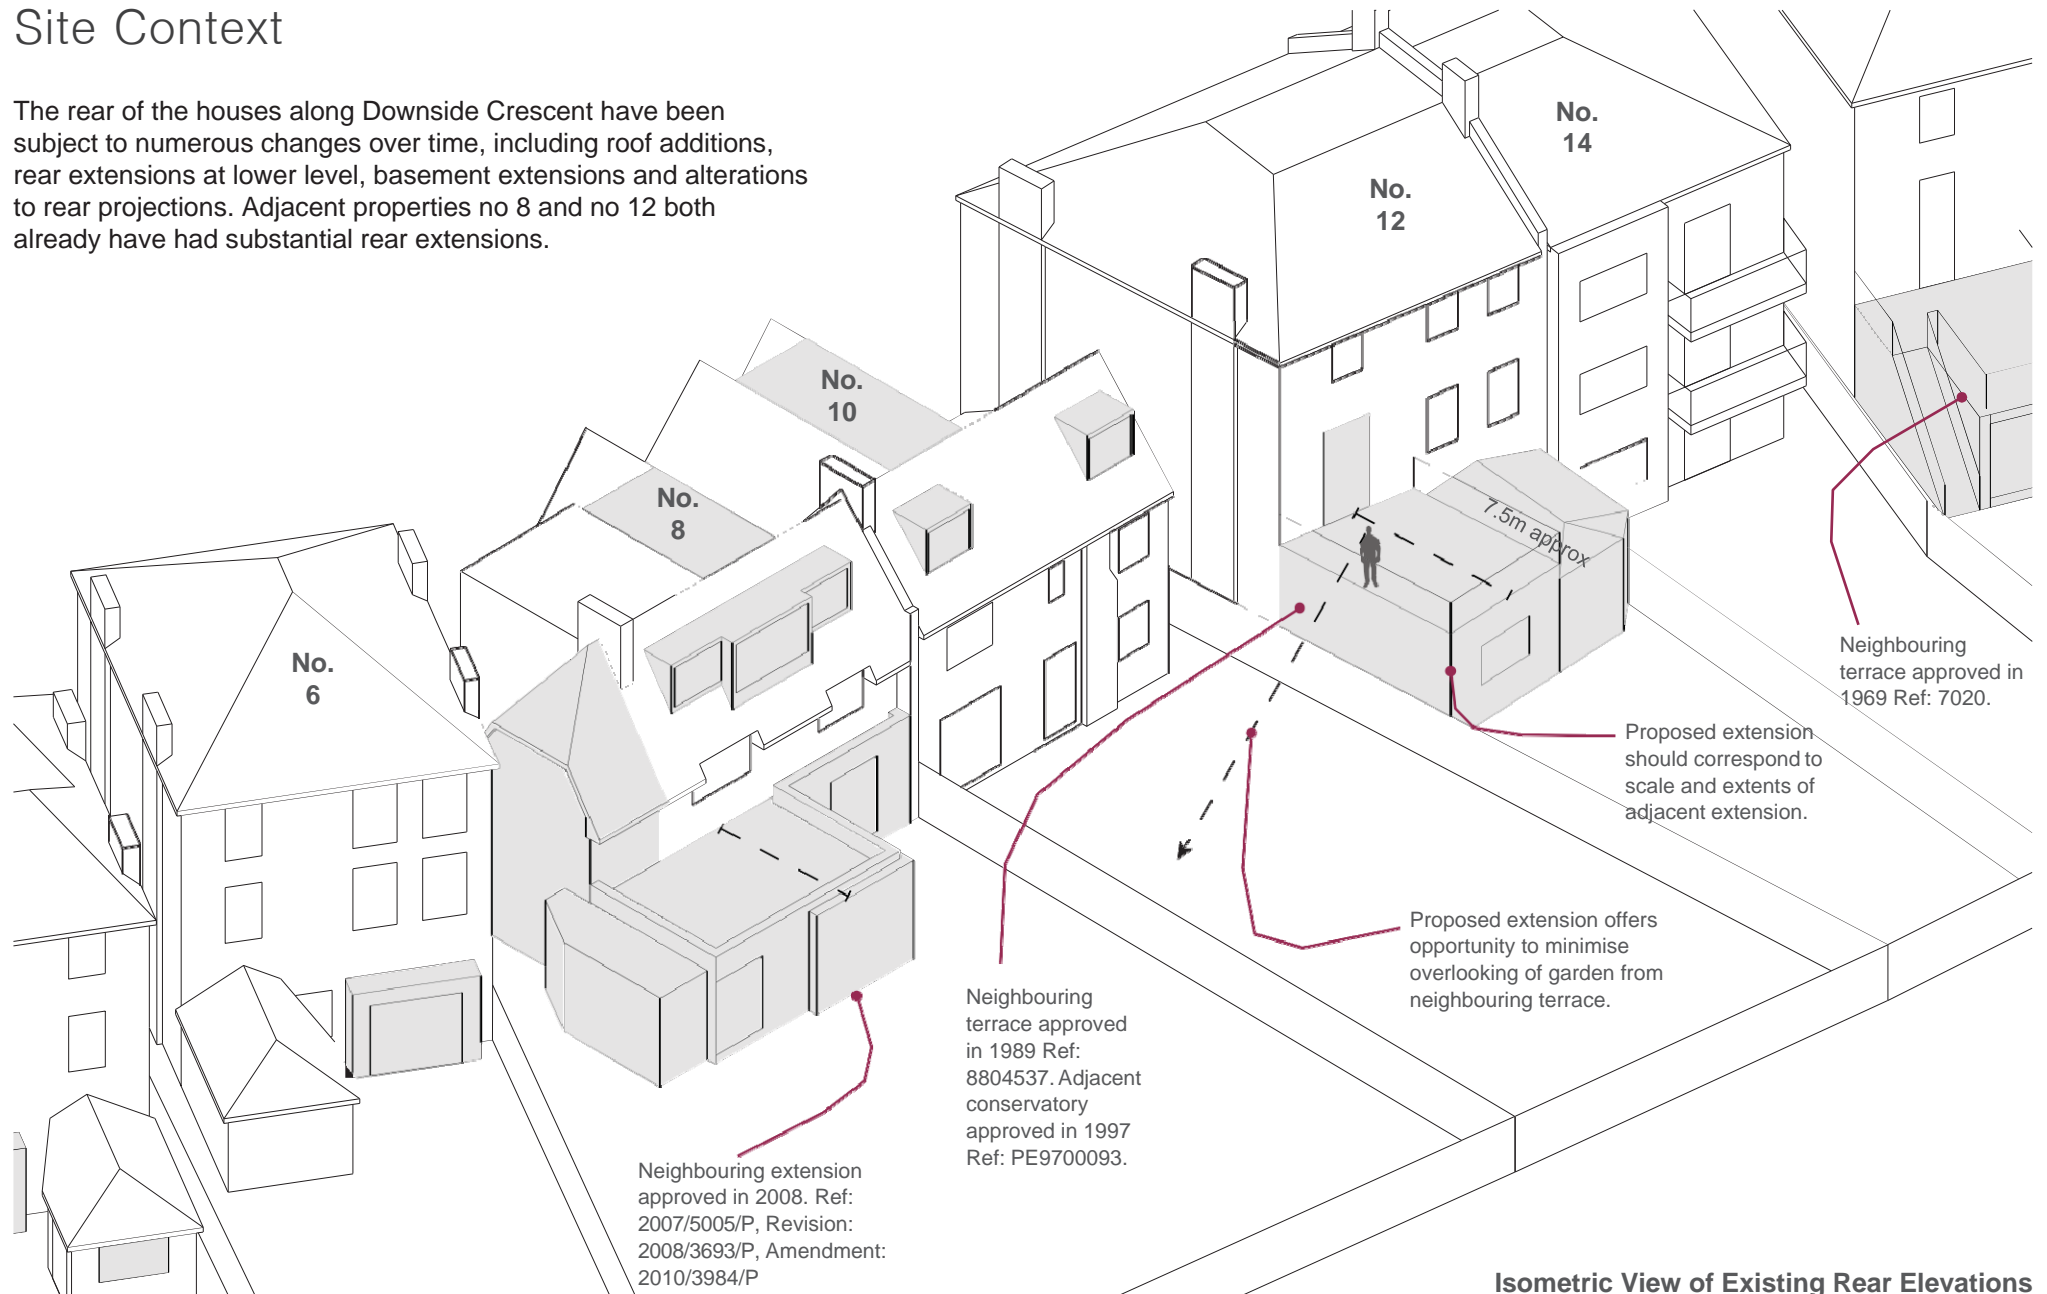 Site Context
The rear of the houses along Downside Crescent have been
subject to numerous changes over time, including roof additions,
rear extensions at lower level, basement extensions and alterations
to rear projections. Adjacent properties no 8 and no 12 both
already have had substantial rear extensions.
No.
14
No.
12
No.
10
No.
8
No.
6
7.5m approx
Neighbouring
terrace approved in
1969 Ref: 7020.
Proposed extension
should correspond to
scale and extents of
adjacent extension.
Proposed extension offers
opportunity to minimise
overlooking of garden from
neighbouring terrace.
Neighbouring
terrace approved
in 1989 Ref:
8804537. Adjacent
conservatory
approved in 1997
Ref: PE9700093.
Neighbouring extension
approved in 2008. Ref:
2007/5005/P, Revision:
2008/3693/P, Amendment:
2010/3984/P
Isometric View of Existing Rear Elevations